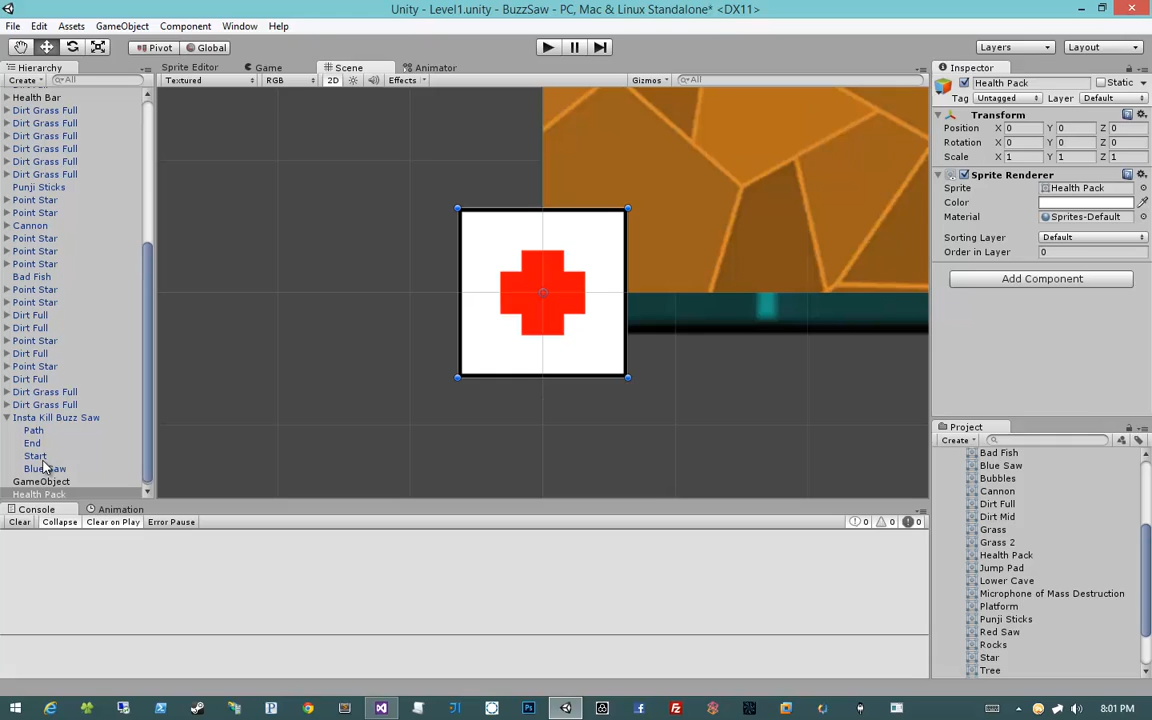 Unity - Level1.unity - BuzzSaw - PC, Mac & Linux Standalone* <DX11>
File Edit Assets GameObject Component Window Help
Pivot Global Layers Layout
Hierarchy Sprite Editor Game Scene Animator Inspector
Create All Textured RGB 2D Effects Gizmos All
Health Pack Static
Tag Untagged Layer Default
Health Bar
Dirt Grass Full
Dirt Grass Full
Dirt Grass Full
Dirt Grass Full
Dirt Grass Full
Dirt Grass Full
Punji Sticks
Point Star
Point Star
Cannon
Point Star
Point Star
Point Star
Bad Fish
Point Star
Point Star
Dirt Full
Dirt Full
Point Star
Dirt Full
Point Star
Dirt Full
Dirt Grass Full
Dirt Grass Full
Insta Kill Buzz Saw
Path
End
Start
Blue Saw
GameObject
Health Pack
Transform
Position X 0 Y 0 Z 0
Rotation X 0 Y 0 Z 0
Scale X 1 Y 1 Z 1
Sprite Renderer
Sprite Health Pack
Color
Material Sprites-Default
Sorting Layer Default
Order in Layer 0
Add Component
Project
Create
Bad Fish
Blue Saw
Bubbles
Cannon
Dirt Full
Dirt Mid
Grass
Grass 2
Health Pack
Jump Pad
Lower Cave
Microphone of Mass Destruction
Platform
Punji Sticks
Red Saw
Rocks
Star
Tree
Console Animation
Clear Collapse Clear on Play Error Pause 0 0 0
8:01 PM